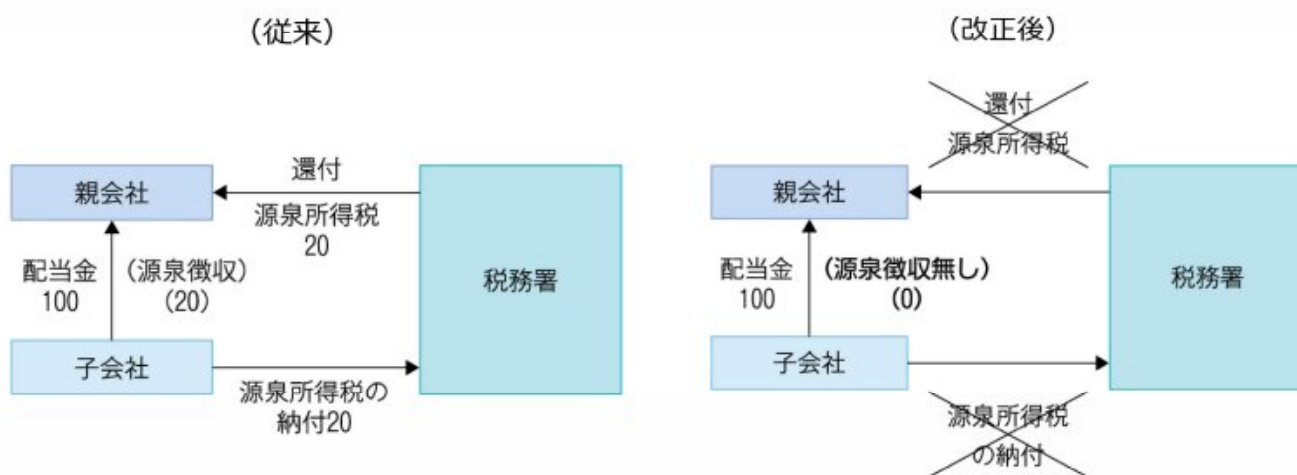 （従来）
還付
親会社
源泉所得税
20
配当金
100
（源泉徴収）
（20）
税務署
子会社
源泉所得税の
納付20
（改正後）
還付
源泉所得税
親会社
配当金
100
（源泉徴収無し）
（0）
税務署
子会社
源泉所得税
の納付